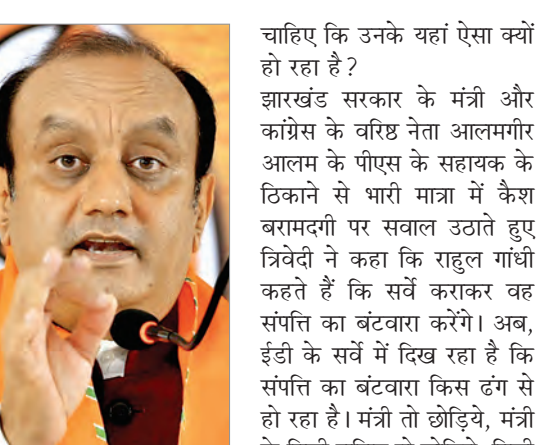 चाहिए कि उनके यहां ऐसा क्यों
हो रहा है?
झारखंड सरकार के मंत्री और
कांग्रेस के वरिष्ठ नेता आलमगीर
आलम के पीएस के सहायक के
ठिकाने से भारी मात्रा में कैश
बरामदगी पर सवाल उठाते हुए
त्रिवेदी ने कहा कि राहुल गांधी
कहते हैं कि सर्वे कराकर वह
संपत्ति का बंटवारा करेंगे। अब,
ईडी के सर्वे में दिख रहा है कि
संपत्ति का बंटवारा किस ढंग से
हो रहा है। मंत्री तो छोड़िये, मंत्री